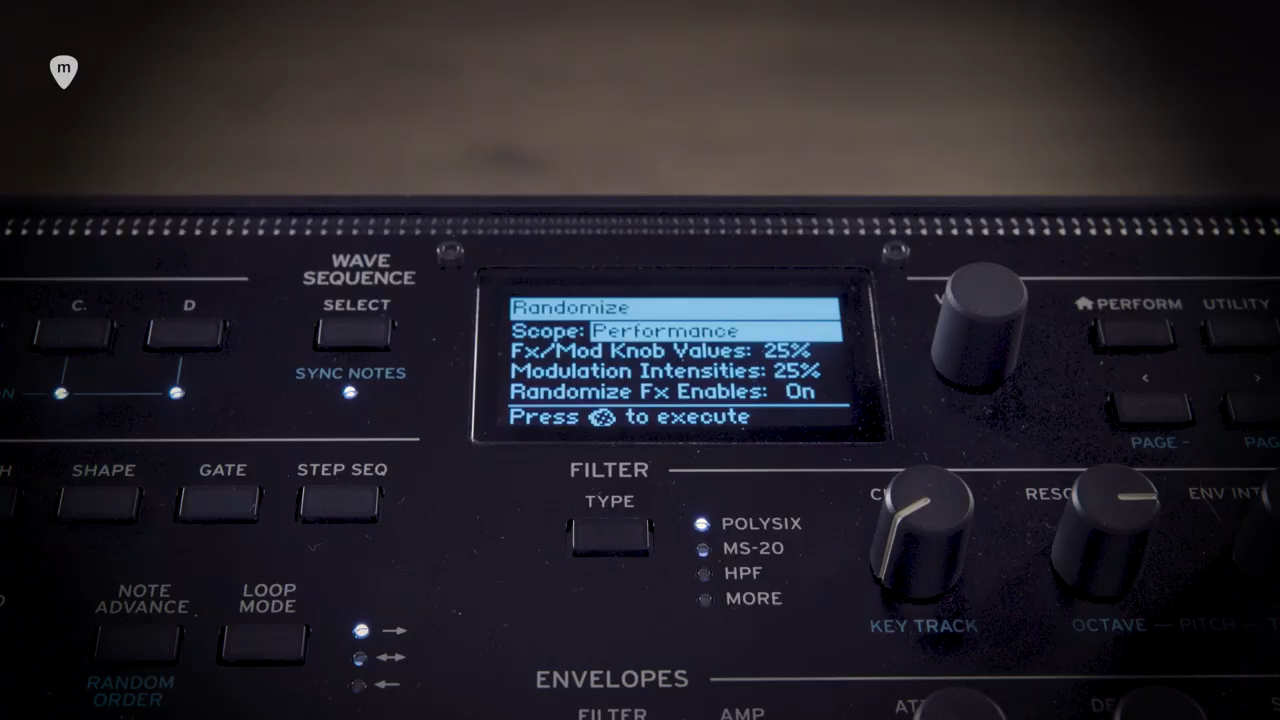 m
WAVE
SEQUENCE
C.
D
SELECT
PERFORM
UTILITY
SYNC NOTES
Randomize
Scope: Performance
Fx/Mod Knob Values: 25%
Modulation Intensities: 25%
Randomize Fx Enables: On
Press to execute
<
>
PAGE -
SHAPE
GATE
STEP SEQ
FILTER
TYPE
POLYSIX
MS-20
HPF
MORE
KEY TRACK
OCTAVE — PITCH —
NOTE
ADVANCE
LOOP
MODE
RANDOM
ORDER
ENVELOPES
FILTER
AMP